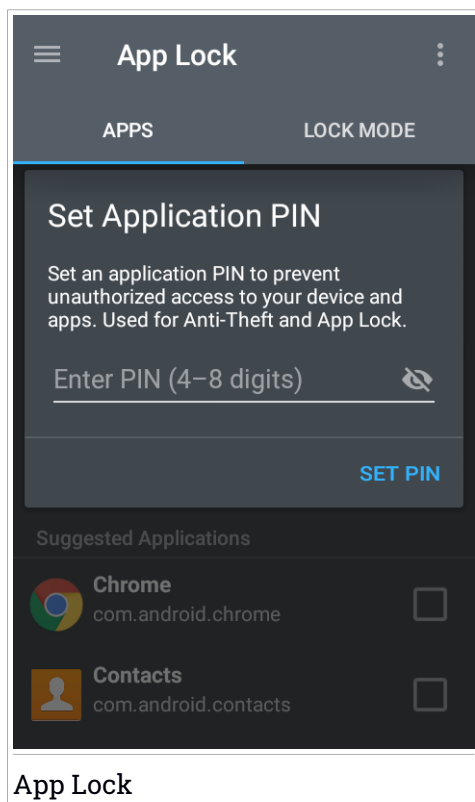 App Lock
APPS
LOCK MODE
Set Application PIN
Set an application PIN to prevent
unauthorized access to your device and
apps. Used for Anti-Theft and App Lock.
Enter PIN (4–8 digits)
SET PIN
Suggested Applications
Chrome
com.android.chrome
Contacts
com.android.contacts
App Lock